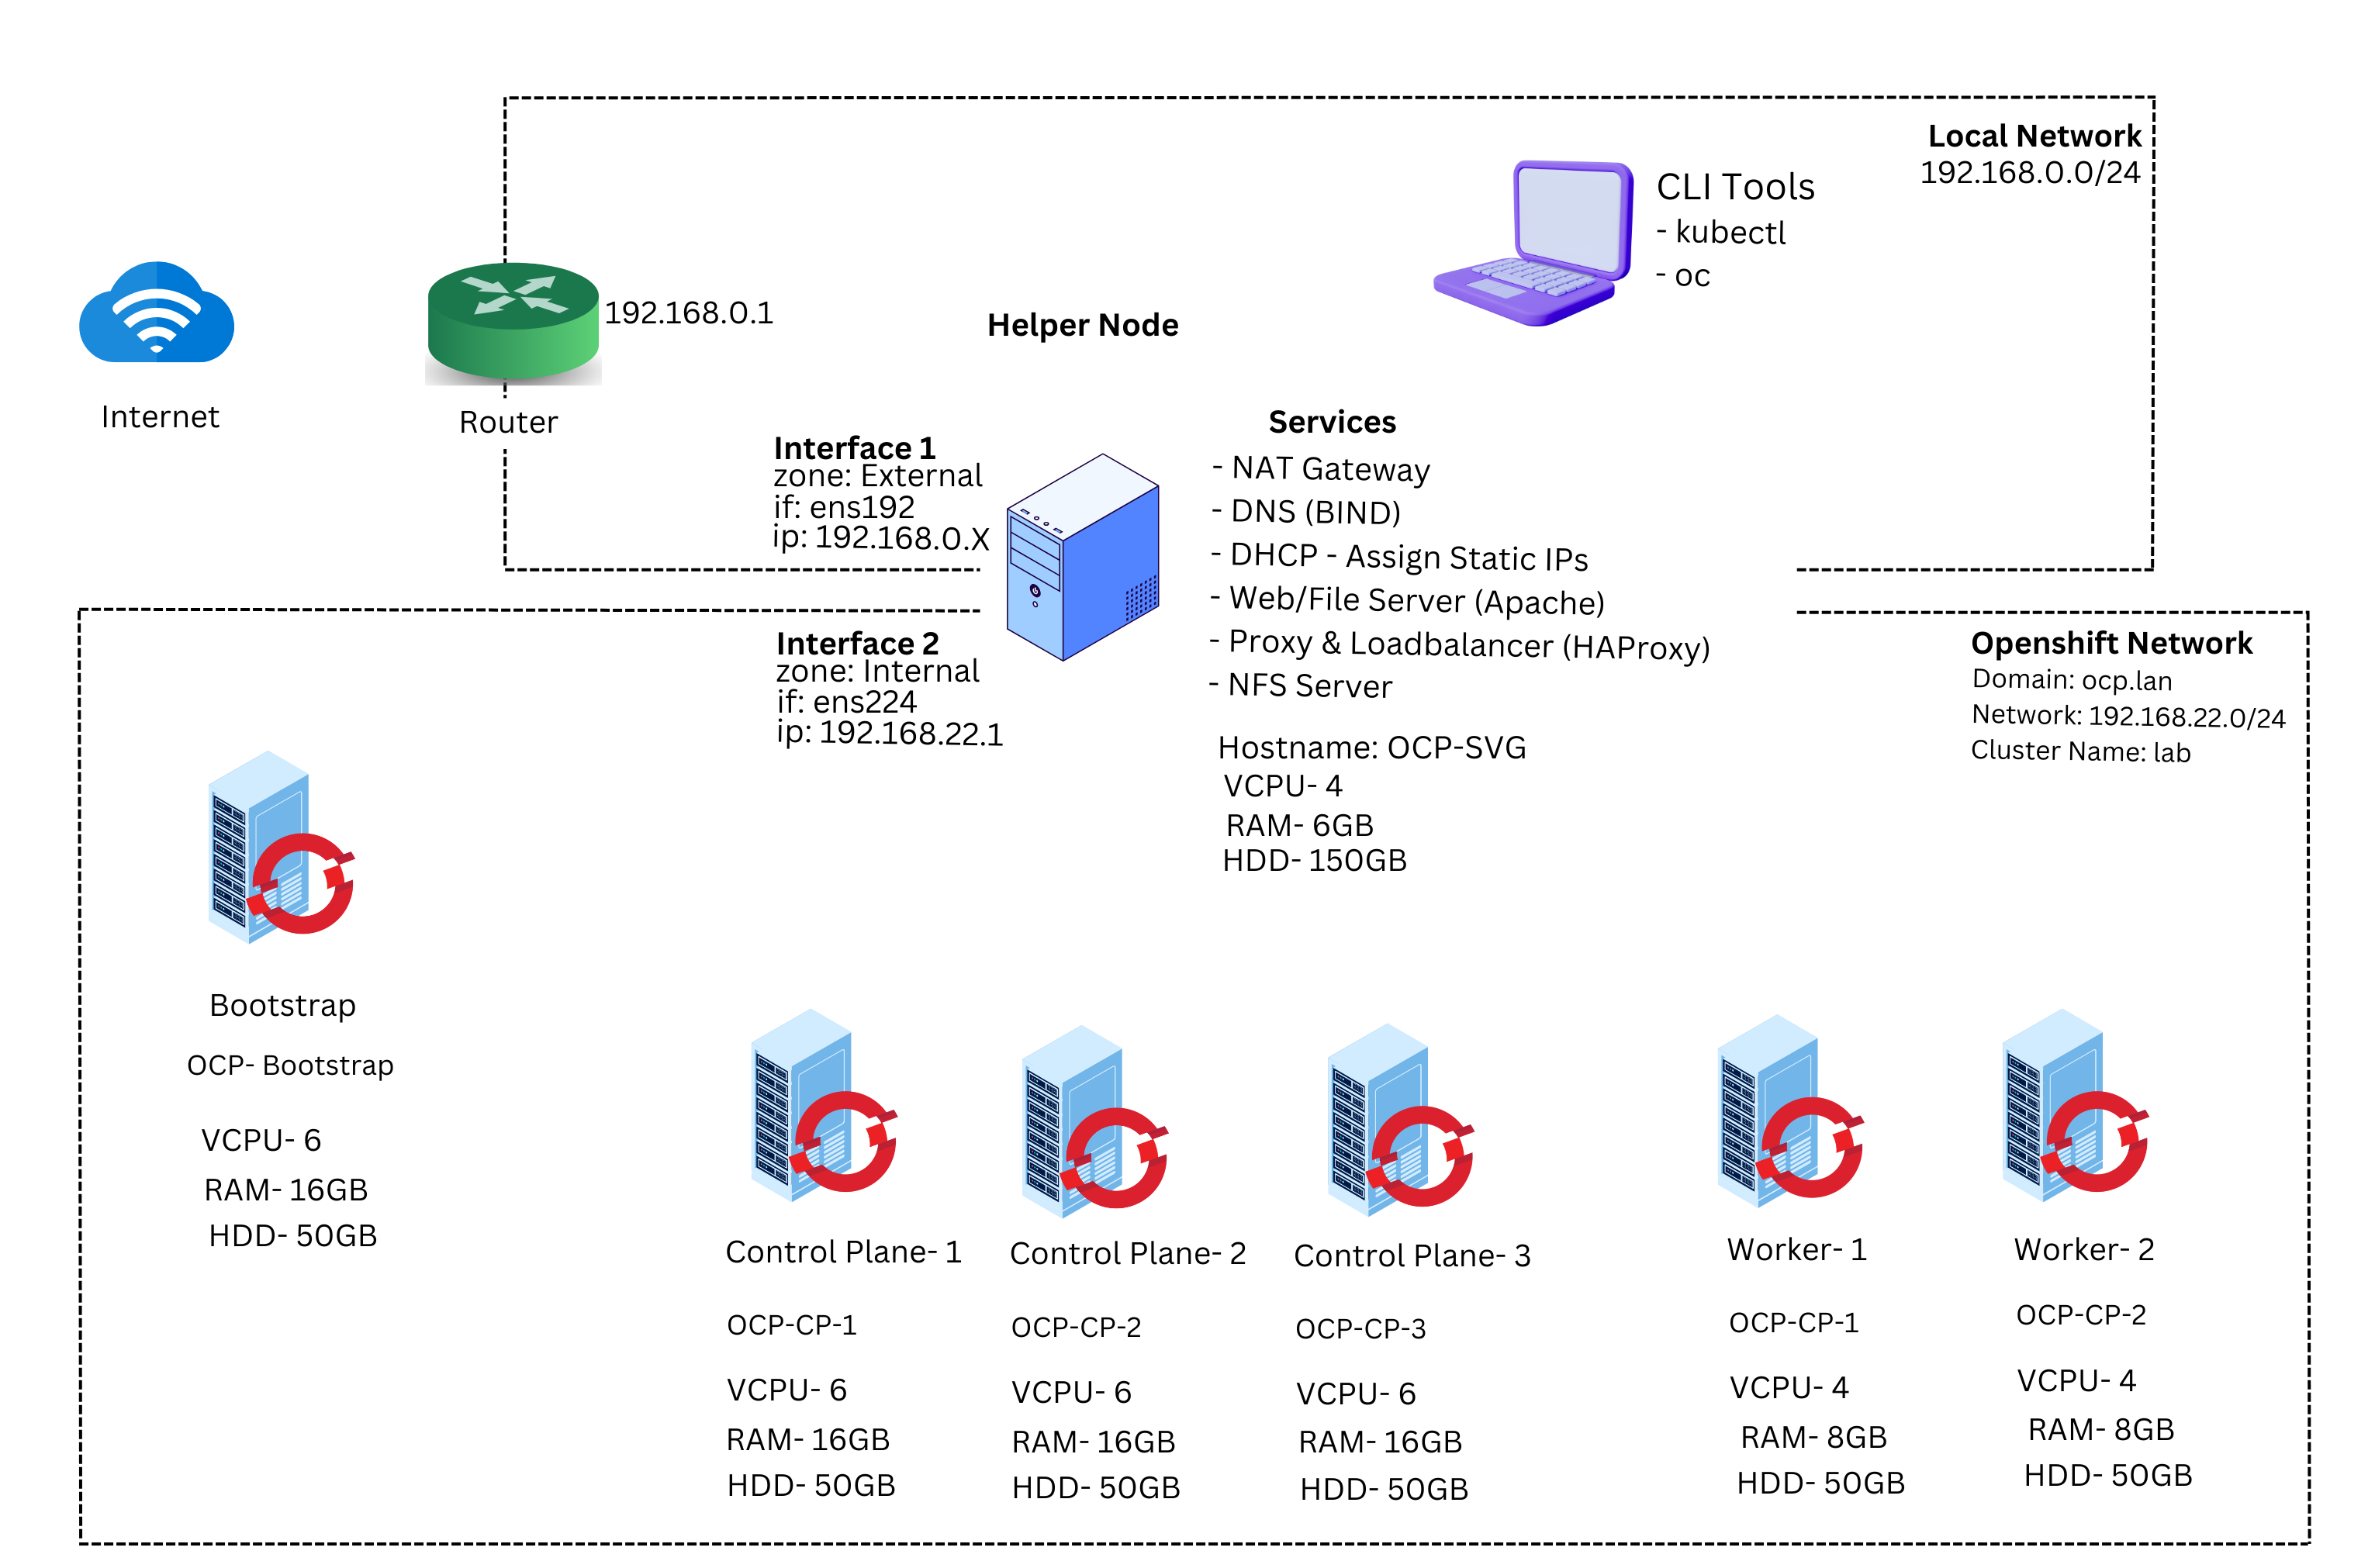 Local Network
192.168.0.0/24
CLI Tools
- kubectl
- oc
192.168.0.1
Internet
Router
Helper Node
Interface 1
zone: External
if: ens192
ip: 192.168.0.X
Services
- NAT Gateway
- DNS (BIND)
- DHCP - Assign Static IPs
- Web/File Server (Apache)
- Proxy & Loadbalancer (HAProxy)
- NFS Server
Interface 2
zone: Internal
if: ens224
ip: 192.168.22.1
Hostname: OCP-SVG
VCPU- 4
RAM- 6GB
HDD- 150GB
Openshift Network
Domain: ocp.lan
Network: 192.168.22.0/24
Cluster Name: lab
Bootstrap
OCP- Bootstrap
VCPU- 6
RAM- 16GB
HDD- 50GB
Control Plane- 1
OCP-CP-1
VCPU- 6
RAM- 16GB
HDD- 50GB
Control Plane- 2
OCP-CP-2
VCPU- 6
RAM- 16GB
HDD- 50GB
Control Plane- 3
OCP-CP-3
VCPU- 6
RAM- 16GB
HDD- 50GB
Worker- 1
OCP-CP-1
VCPU- 4
RAM- 8GB
HDD- 50GB
Worker- 2
OCP-CP-2
VCPU- 4
RAM- 8GB
HDD- 50GB